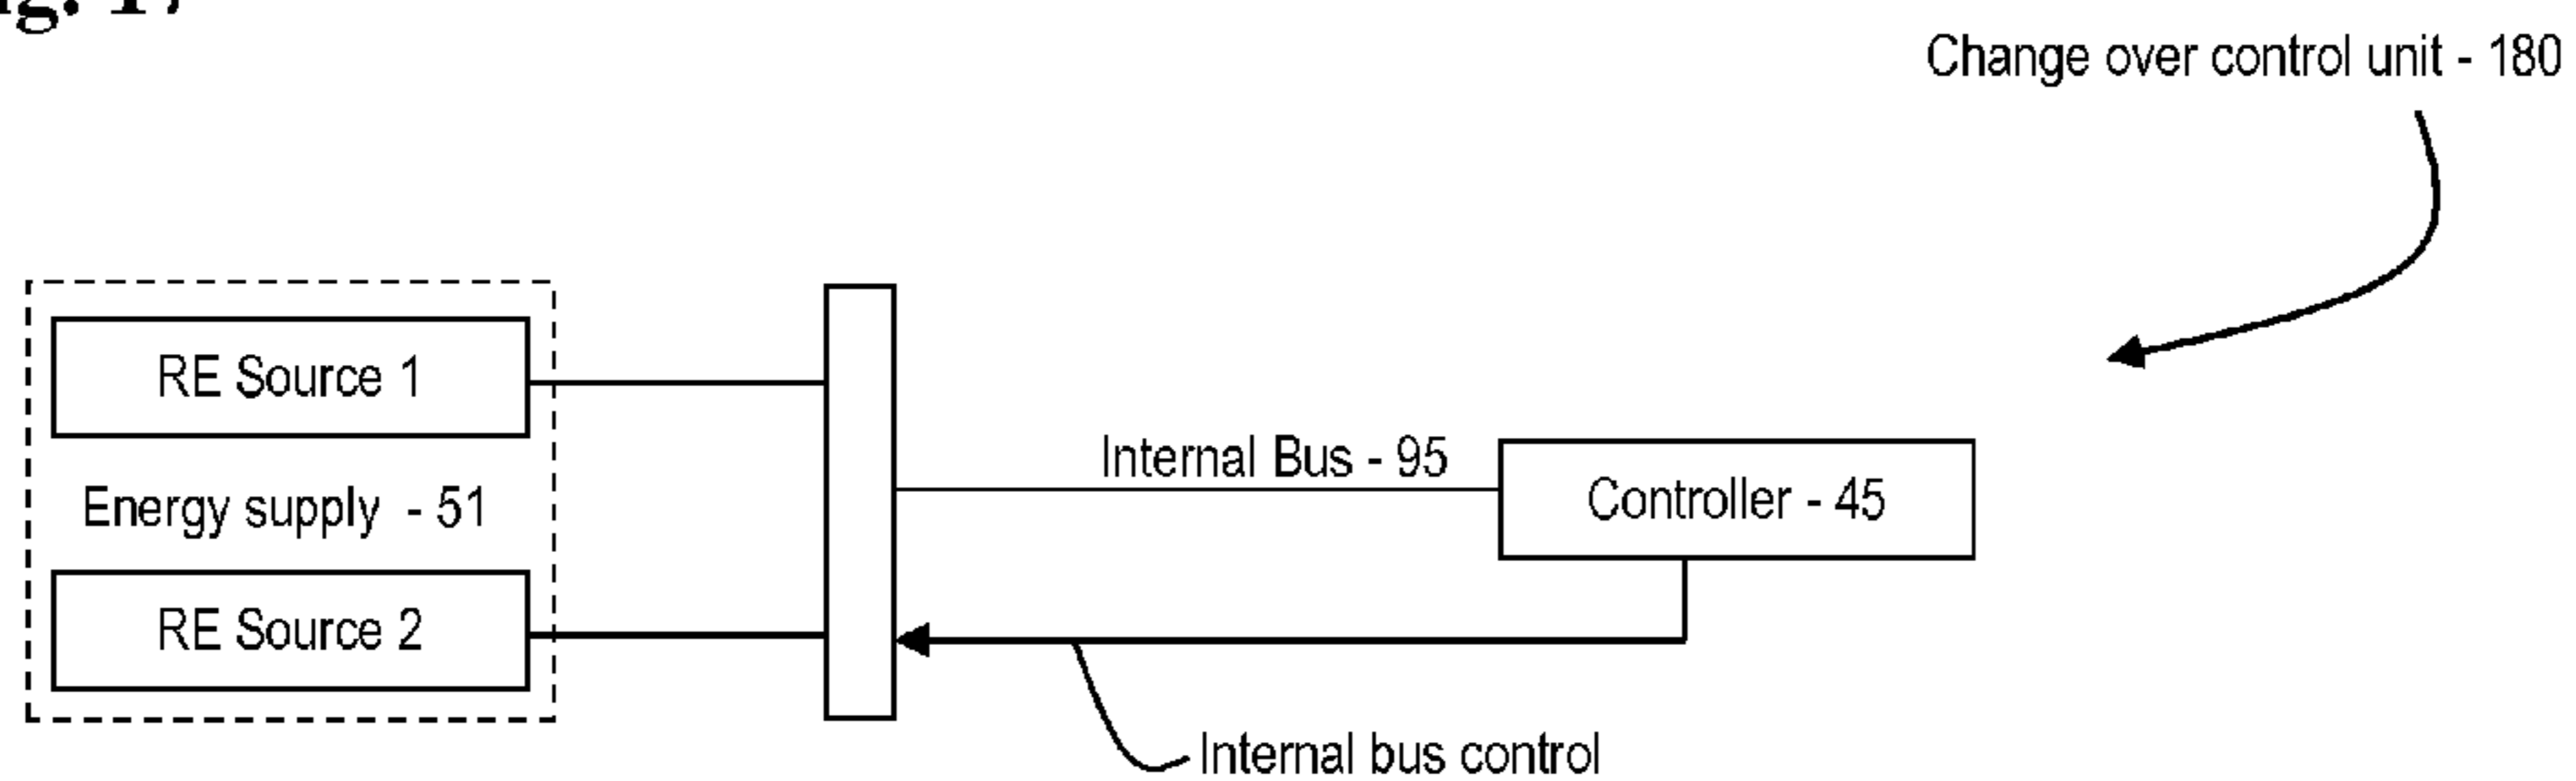 Change over control unit - 180
RE Source 1
Internal Bus - 95
Controller - 45
Energy supply - 51
RE Source 2
Internal bus control